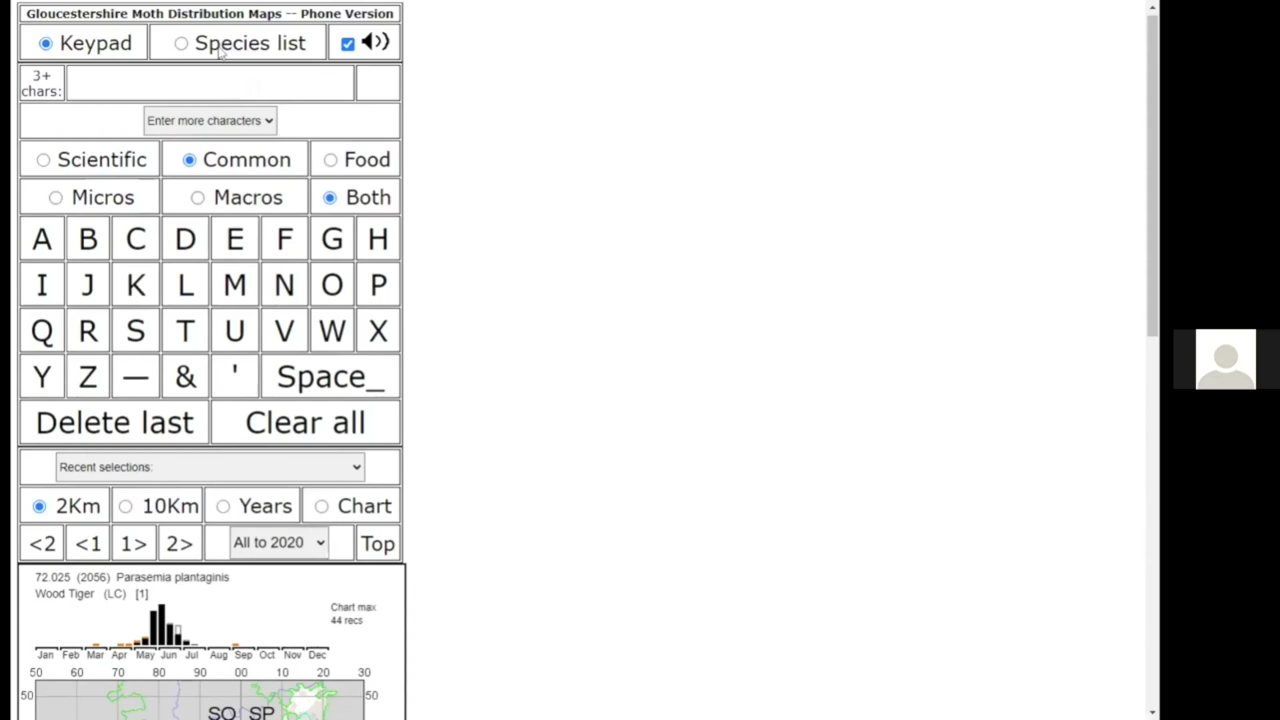 Gloucestershire Moth Distribution Maps -- Phone Version
Keypad Species list
3+ chars:
Enter more characters
Scientific Common Food
Micros Macros Both
A B C D E F G H
I J K L M N O P
Q R S T U V W X
Y Z — & ' Space_
Delete last Clear all
Recent selections:
2Km 10Km Years Chart
<2 <1 1> 2> All to 2020 Top
72.025 (2056) Parasemia plantaginis
Wood Tiger (LC) [1]
Chart max
44 recs
Jan Feb Mar Apr May Jun Jul Aug Sep Oct Nov Dec
50 60 70 80 90 00 10 20 30
50 50
SO SP